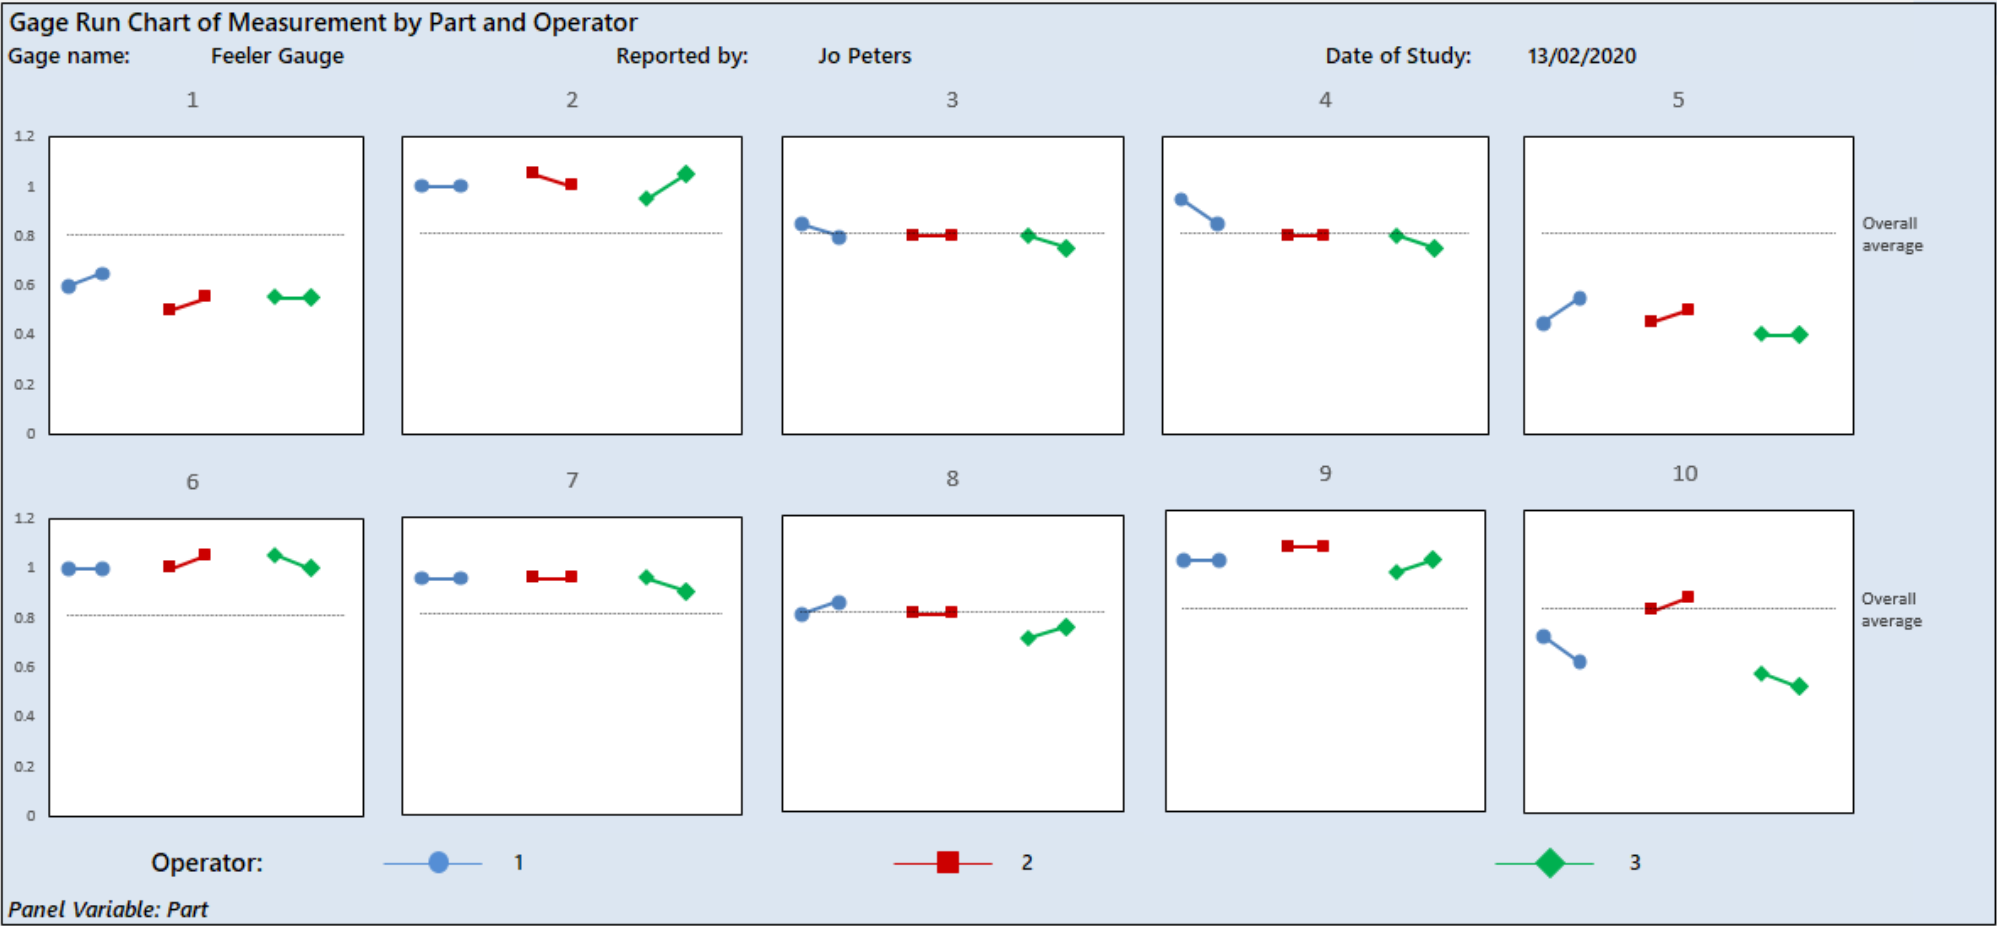 Gage Run Chart of Measurement by Part and Operator
Gage name: Feeler Gauge Reported by: Jo Peters Date of Study: 13/02/2020
1 2 3 4 5
1.2
1
0.8
0.6
0.4
0.2
0
Overall
average
6 7 8 9 10
1.2
1
0.8
0.6
0.4
0.2
0
Overall
average
Operator: 1 2 3
Panel Variable: Part